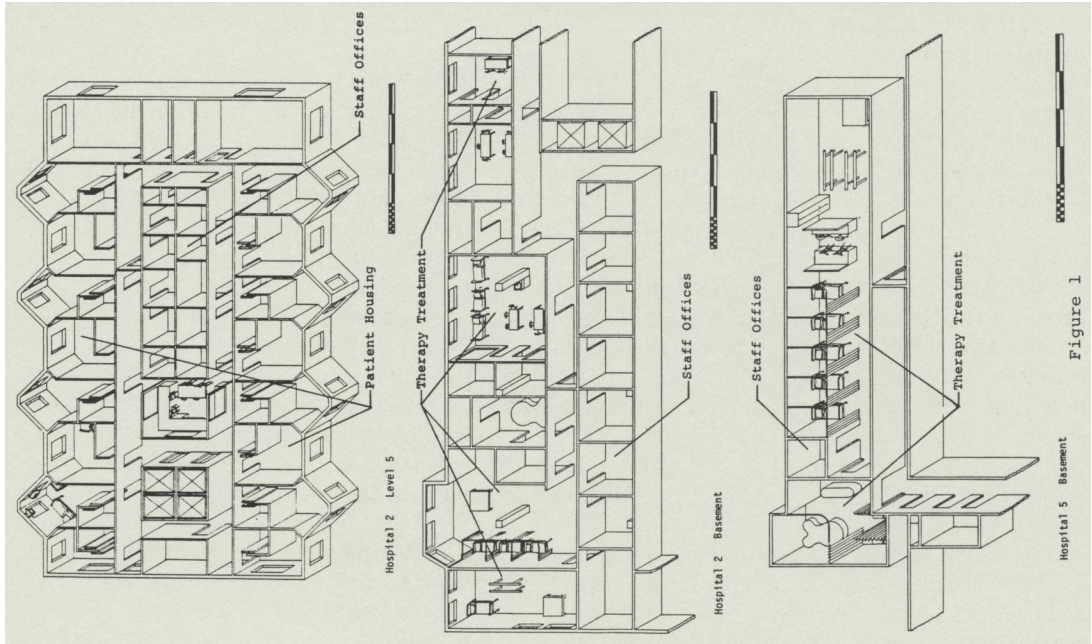 Staff Offices
Patient Housing
Hospital 2 Level 5
Therapy Treatment
Staff Offices
Hospital 2 Basement
Staff Offices
Therapy Treatment
Hospital 5 Basement
Figure 1